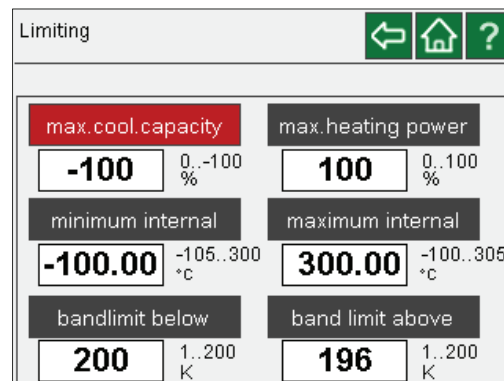 Limiting
?
max.cool.capacity max.heating power
-100 0..-100 % 100 0..100 %
minimum internal maximum internal
-100.00 -105..300 °C 300.00 -100..305 °C
bandlimit below band limit above
200 1..200 K 196 1..200 K